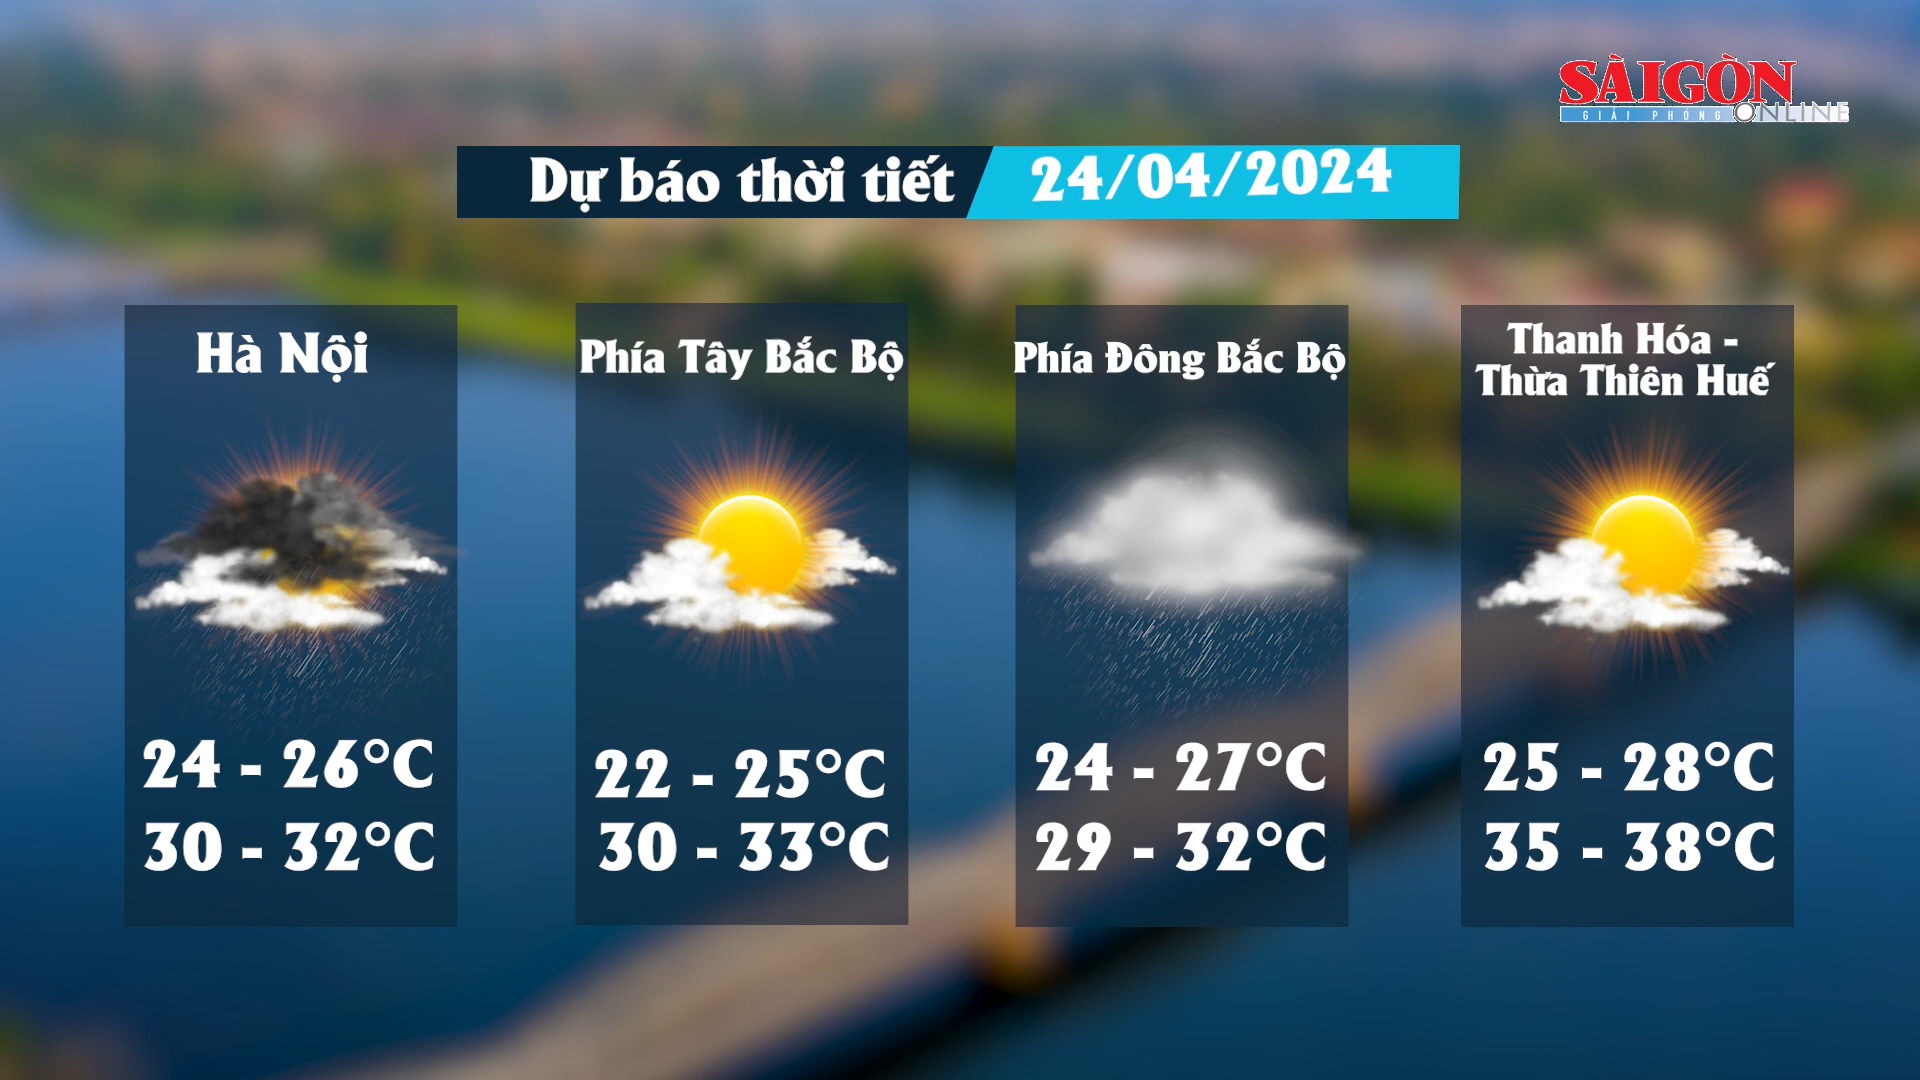 SÀIGÒN
GIẢI PHÓNG ONLINE
Dự báo thời tiết 24/04/2024
Hà Nội
24 - 26°C
30 - 32°C
Phía Tây Bắc Bộ
22 - 25°C
30 - 33°C
Phía Đông Bắc Bộ
24 - 27°C
29 - 32°C
Thanh Hóa -
Thừa Thiên Huế
25 - 28°C
35 - 38°C